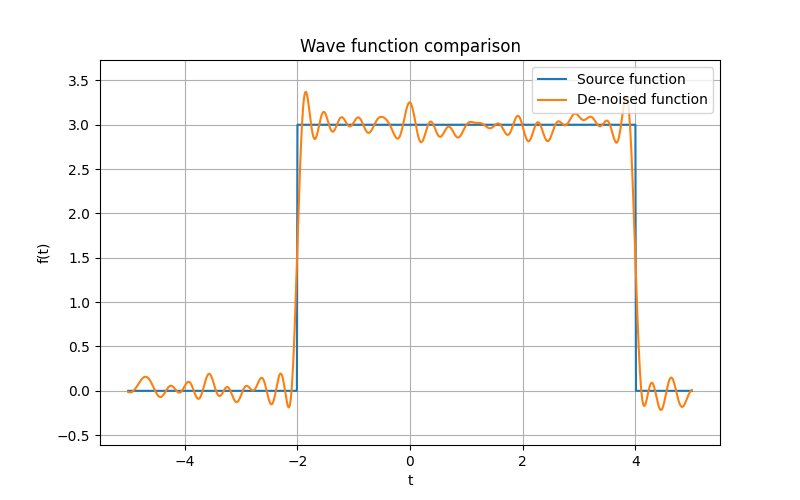 Wave function comparison
Source function
De-noised function
f(t)
3.5
3.0
2.5
2.0
1.5
1.0
0.5
0.0
−0.5
−4
−2
0
2
4
t